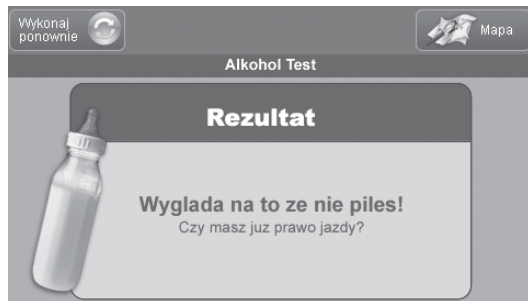 Wykonaj
ponownie
Mapa
Alkohol Test
Rezultat
Wyglada na to ze nie piles!
Czy masz juz prawo jazdy?